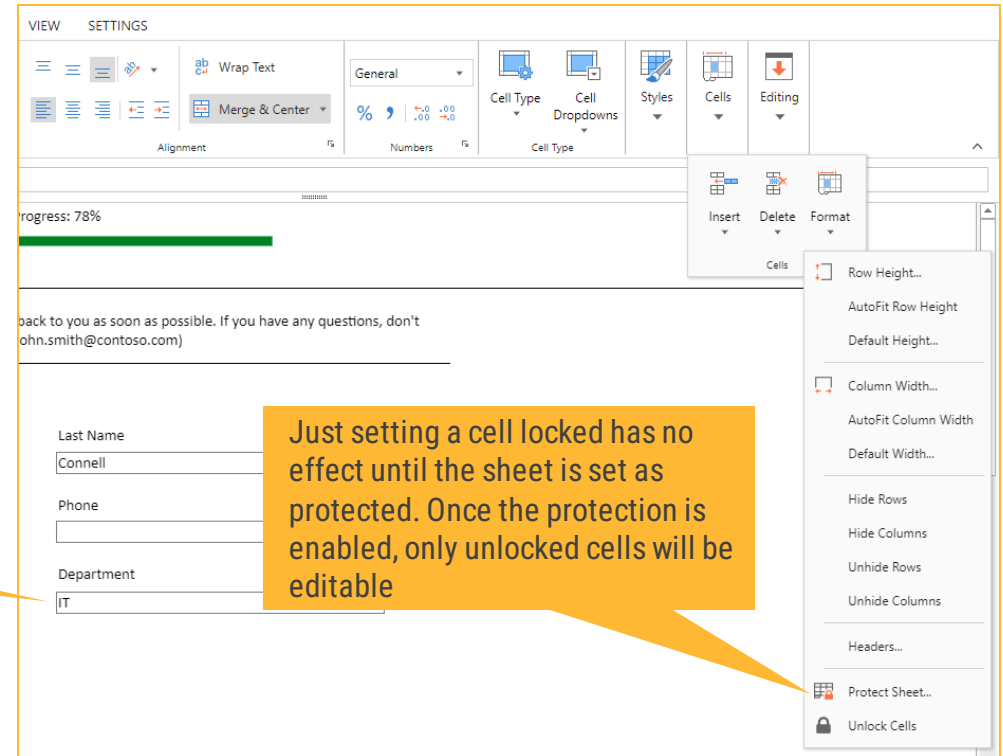 VIEW SETTINGS
Wrap Text
General
Merge & Center
% .00 .00
Cell Type
Cell Dropdowns
Styles
Cells
Editing
Alignment
Numbers
Cell Type
rogress: 78%
Insert
Delete
Format
Cells
back to you as soon as possible. If you have any questions, don't
ohn.smith@contoso.com)
Row Height...
AutoFit Row Height
Default Height...
Column Width...
AutoFit Column Width
Default Width...
Hide Rows
Hide Columns
Unhide Rows
Unhide Columns
Headers...
Protect Sheet...
Unlock Cells
Last Name
Connell
Phone
Department
IT
Just setting a cell locked has no
effect until the sheet is set as
protected. Once the protection is
enabled, only unlocked cells will be
editable